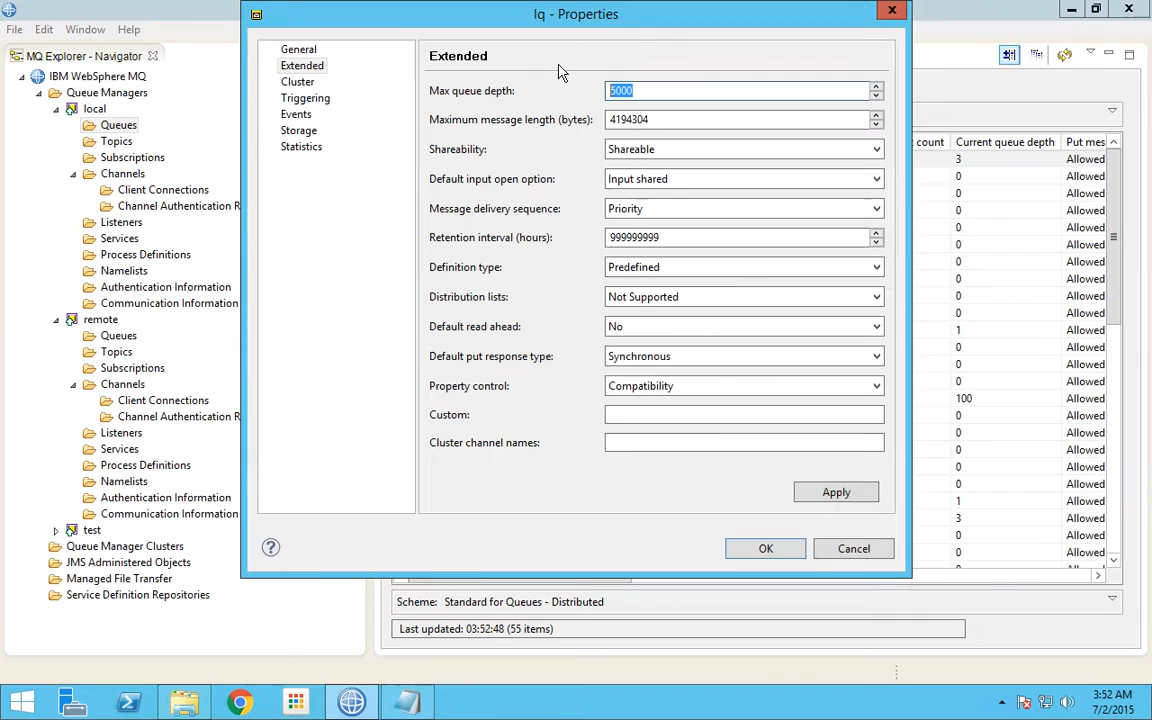 Iq - Properties
File Edit Window Help
MQ Explorer - Navigator
IBM WebSphere MQ
Queue Managers
local
Queues
Topics
Subscriptions
Channels
Client Connections
Channel Authentication R
Listeners
Services
Process Definitions
Namelists
Authentication Information
Communication Information
remote
Queues
Topics
Subscriptions
Channels
Client Connections
Channel Authentication R
Listeners
Services
Process Definitions
Namelists
Authentication Information
Communication Information
test
Queue Manager Clusters
JMS Administered Objects
Managed File Transfer
Service Definition Repositories
General
Extended
Cluster
Triggering
Events
Storage
Statistics
Extended
Max queue depth: 5000
Maximum message length (bytes): 4194304
Shareability: Shareable
Default input open option: Input shared
Message delivery sequence: Priority
Retention interval (hours): 999999999
Definition type: Predefined
Distribution lists: Not Supported
Default read ahead: No
Default put response type: Synchronous
Property control: Compatibility
Custom:
Cluster channel names:
Apply
OK Cancel
count Current queue depth Put mes
3 Allowed
0 Allowed
0 Allowed
0 Allowed
0 Allowed
0 Allowed
0 Allowed
0 Allowed
0 Allowed
0 Allowed
1 Allowed
0 Allowed
0 Allowed
0 Allowed
100 Allowed
0 Allowed
0 Allowed
0 Allowed
0 Allowed
0 Allowed
1 Allowed
3 Allowed
0 Allowed
0 Allowed
Scheme: Standard for Queues - Distributed
Last updated: 03:52:48 (55 items)
3:52 AM
7/2/2015